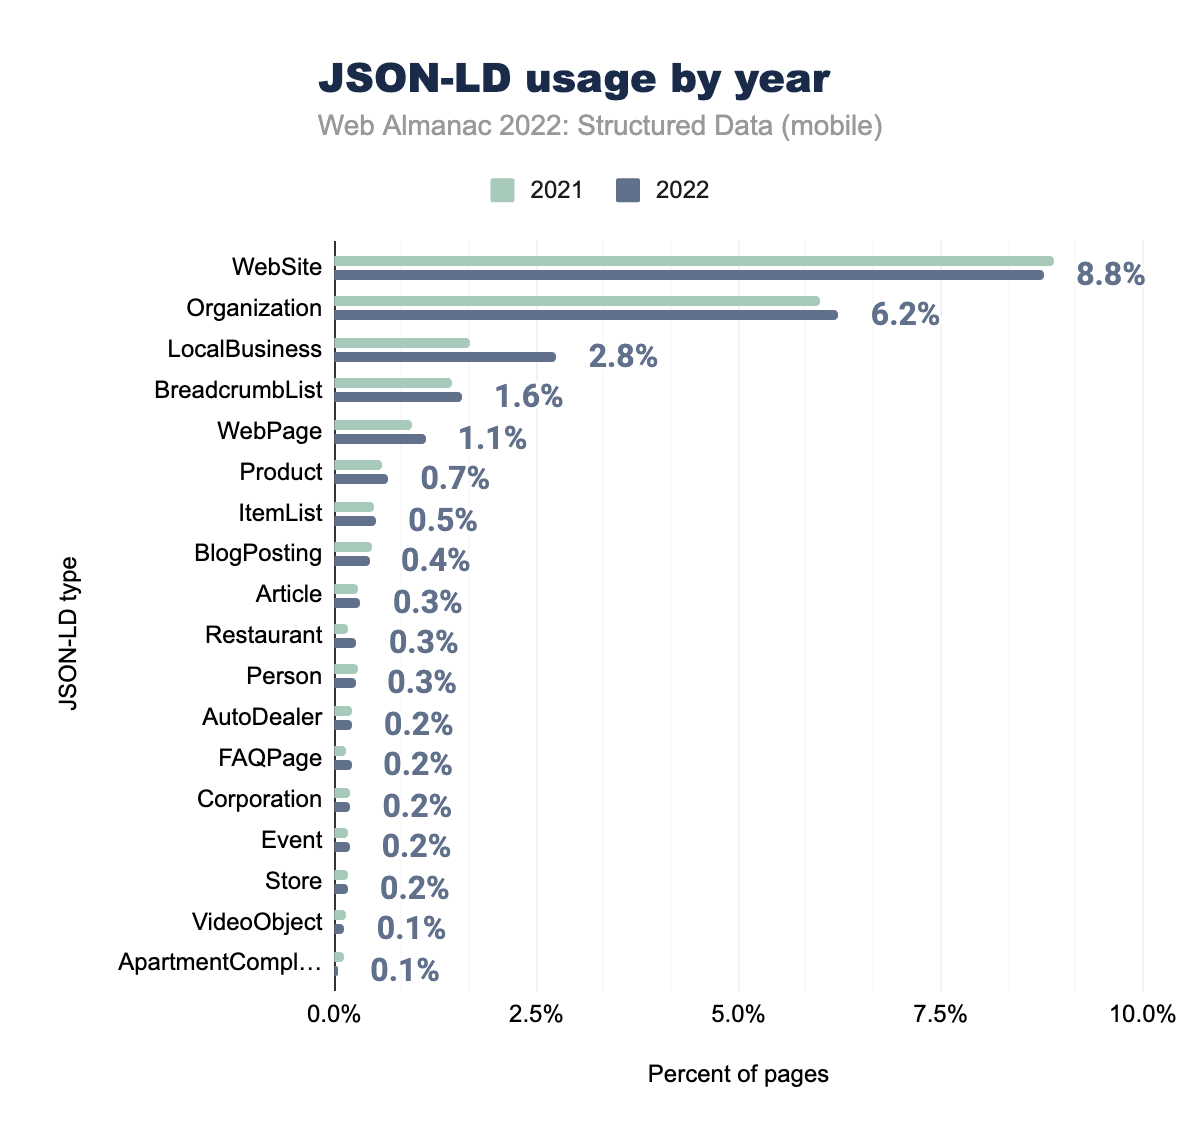 JSON-LD usage by year
Web Almanac 2022: Structured Data (mobile)
2021 2022
WebSite 8.8%
Organization 6.2%
LocalBusiness 2.8%
BreadcrumbList 1.6%
WebPage 1.1%
Product 0.7%
ItemList 0.5%
BlogPosting 0.4%
Article 0.3%
Restaurant 0.3%
Person 0.3%
AutoDealer 0.2%
FAQPage 0.2%
Corporation 0.2%
Event 0.2%
Store 0.2%
VideoObject 0.1%
ApartmentCompl… 0.1%
JSON-LD type
0.0% 2.5% 5.0% 7.5% 10.0%
Percent of pages